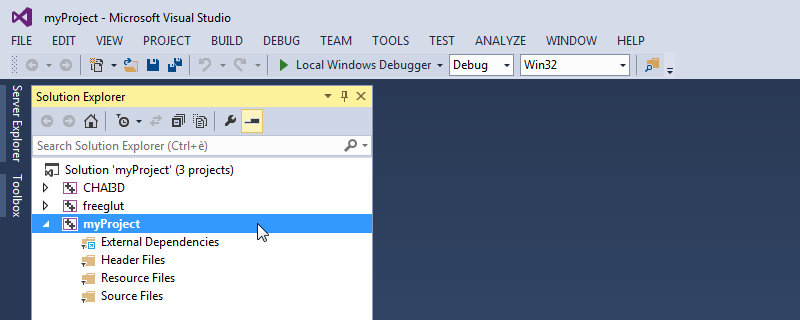 myProject - Microsoft Visual Studio
FILE EDIT VIEW PROJECT BUILD DEBUG TEAM TOOLS TEST ANALYZE WINDOW HELP
Local Windows Debugger Debug Win32
Server Explorer
Toolbox
Solution Explorer
Search Solution Explorer (Ctrl+è)
Solution 'myProject' (3 projects)
CHAI3D
freeglut
myProject
External Dependencies
Header Files
Resource Files
Source Files